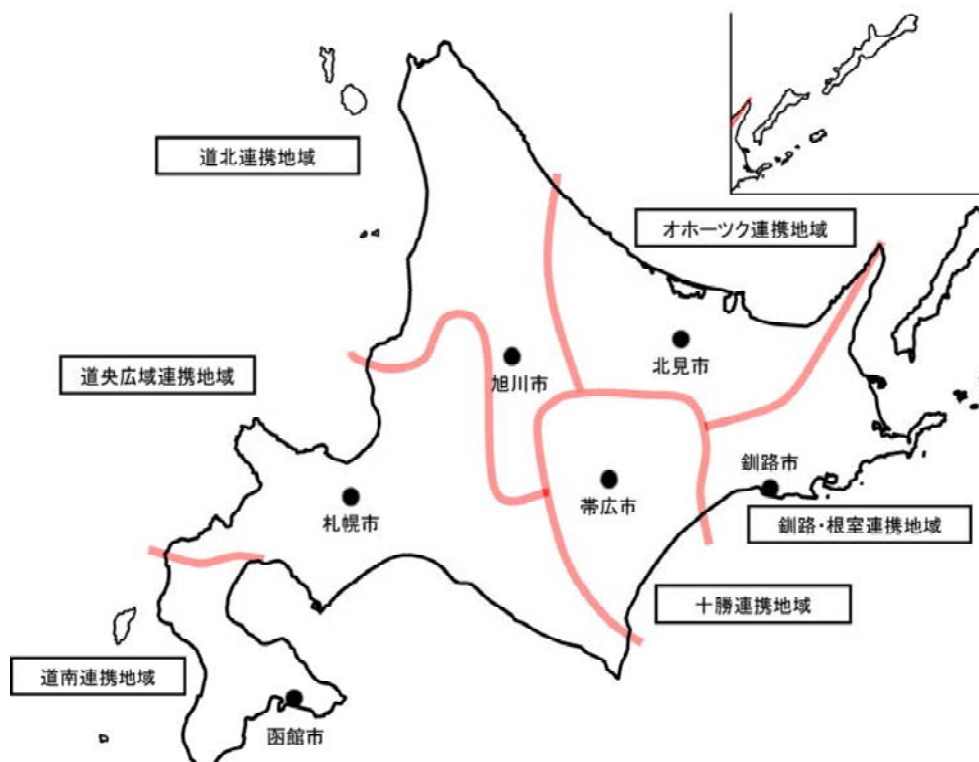 道北連携地域
オホーツク連携地域
道央広域連携地域
旭川市
北見市
釧路市
帯広市
札幌市
釧路・根室連携地域
十勝連携地域
道南連携地域
函館市